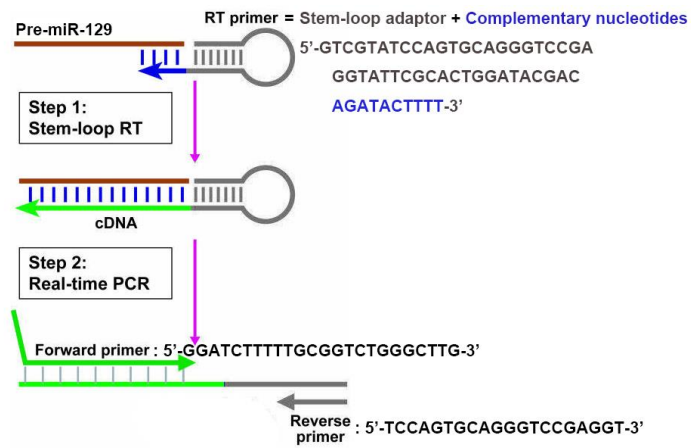 RT primer = Stem-loop adaptor + Complementary nucleotides
Pre-miR-129
5'-GTCGTATCCAGTGCAGGGTCCGA
GGTATTCGCACTGGATACGAC
AGATACTTTT-3'
Step 1:
Stem-loop RT
cDNA
Step 2:
Real-time PCR
Forward primer : 5'-GGATCTTTTTGCGGTCTGGGCTTG-3'
Reverse
primer : 5'-TCCAGTGCAGGGTCCGAGGT-3'